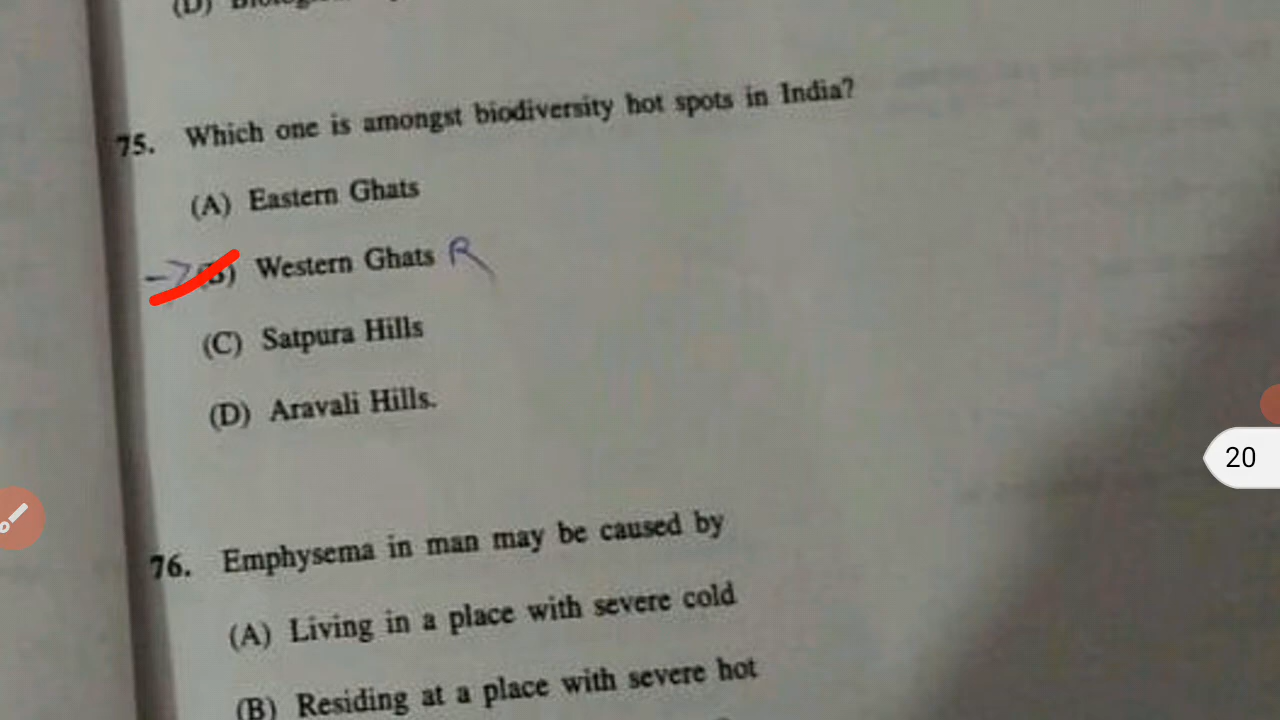 75. Which one is amongst biodiversity hot spots in India?
(A) Eastern Ghats
(B) Western Ghats R
(C) Satpura Hills
(D) Aravali Hills.
20
76. Emphysema in man may be caused by
(A) Living in a place with severe cold
(B) Residing at a place with severe hot